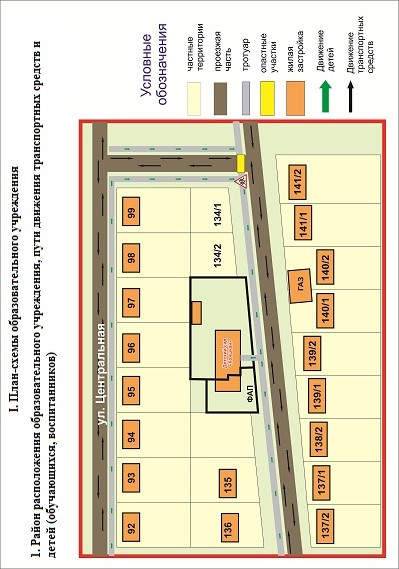 I. План-схемы образовательного учреждения
1. Район расположения образовательного учреждения, пути движения транспортных средств и
детей (обучающихся, воспитанников)
ул. Центральная
92
93
94
95
96
97
98
99
136
135
ФАП
134/2
134/1
137/2
137/1
138/2
139/1
139/2
140/1
ГАЗ
140/2
141/1
141/2
Условные
обозначения
частные
территории
проезжая
часть
тротуар
опастные
участки
жилая
застройка
Движение
детей
Движение
транспортных
средств